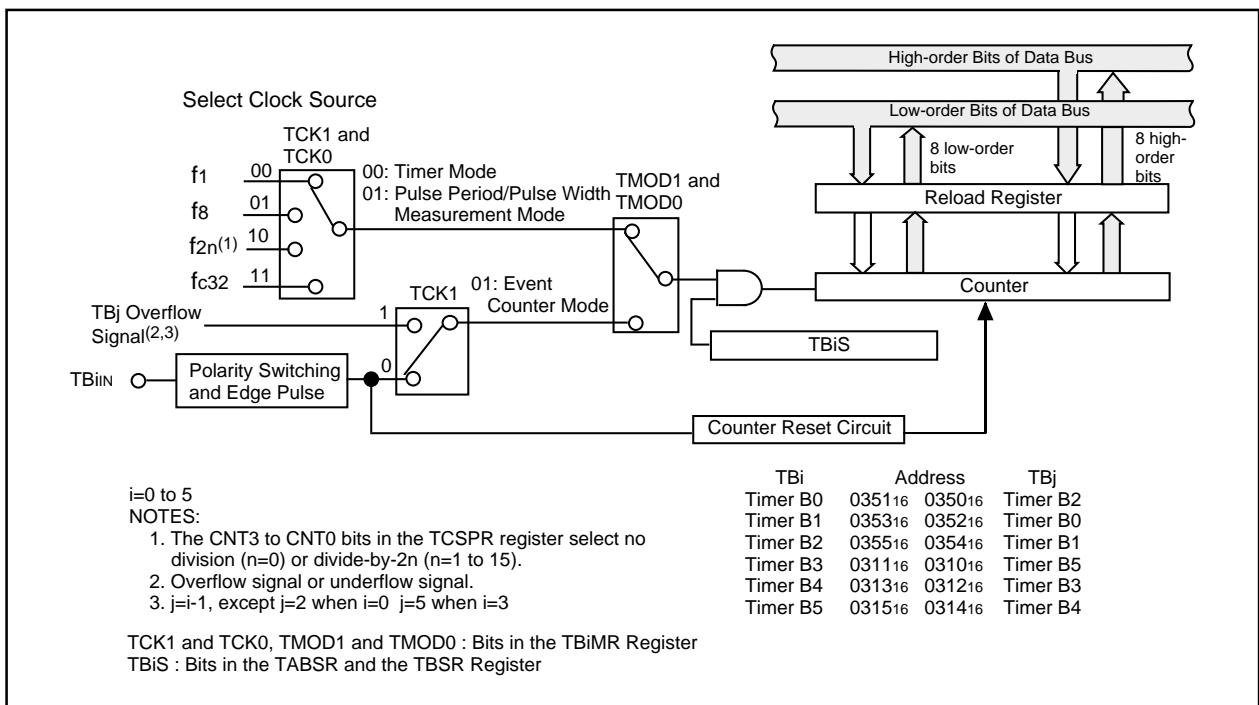 High-order Bits of Data Bus
Low-order Bits of Data Bus
8 low-order
bits
8 high-
order
bits
Select Clock Source
TCK1 and
TCK0
f1
00
f8
01
f2n(1)
10
fc32
11
00: Timer Mode
01: Pulse Period/Pulse Width
Measurement Mode
TMOD1 and
TMOD0
Reload Register
Counter
TCK1
01: Event
Counter Mode
TBj Overflow
Signal(2,3)
1
0
TBiIN
Polarity Switching
and Edge Pulse
TBiS
Counter Reset Circuit
i=0 to 5
NOTES:
1. The CNT3 to CNT0 bits in the TCSPR register select no
division (n=0) or divide-by-2n (n=1 to 15).
2. Overflow signal or underflow signal.
3. j=i-1, except j=2 when i=0 j=5 when i=3
TCK1 and TCK0, TMOD1 and TMOD0 : Bits in the TBiMR Register
TBiS : Bits in the TABSR and the TBSR Register
TBi Address TBj
Timer B0 035116 035016 Timer B2
Timer B1 035316 035216 Timer B0
Timer B2 035516 035416 Timer B1
Timer B3 031116 031016 Timer B5
Timer B4 031316 031216 Timer B3
Timer B5 031516 031416 Timer B4